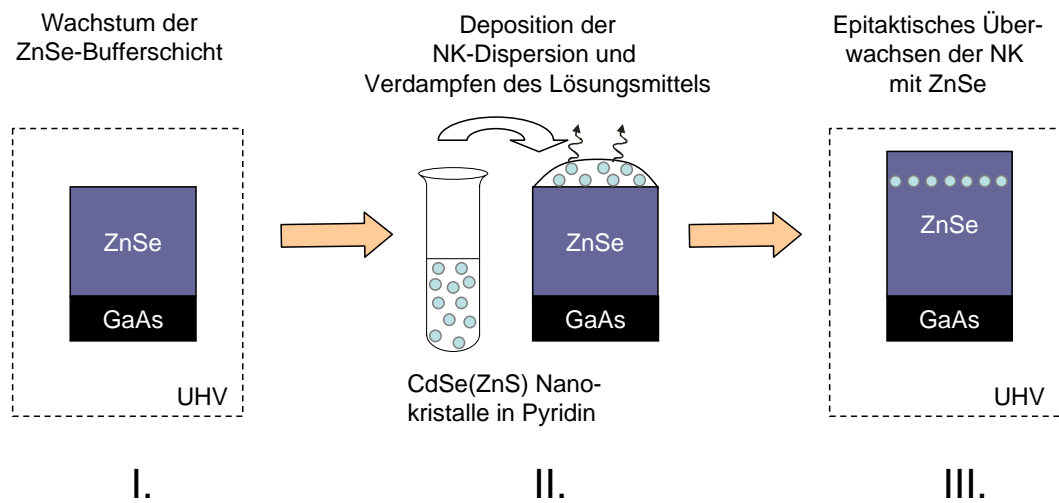 Wachstum der
ZnSe-Bufferschicht
Deposition der
NK-Dispersion und
Verdampfen des Lösungsmittels
Epitaktisches Über-
wachsen der NK
mit ZnSe
ZnSe
GaAs
UHV
ZnSe
GaAs
CdSe(ZnS) Nano-
kristalle in Pyridin
ZnSe
GaAs
UHV
I.
II.
III.